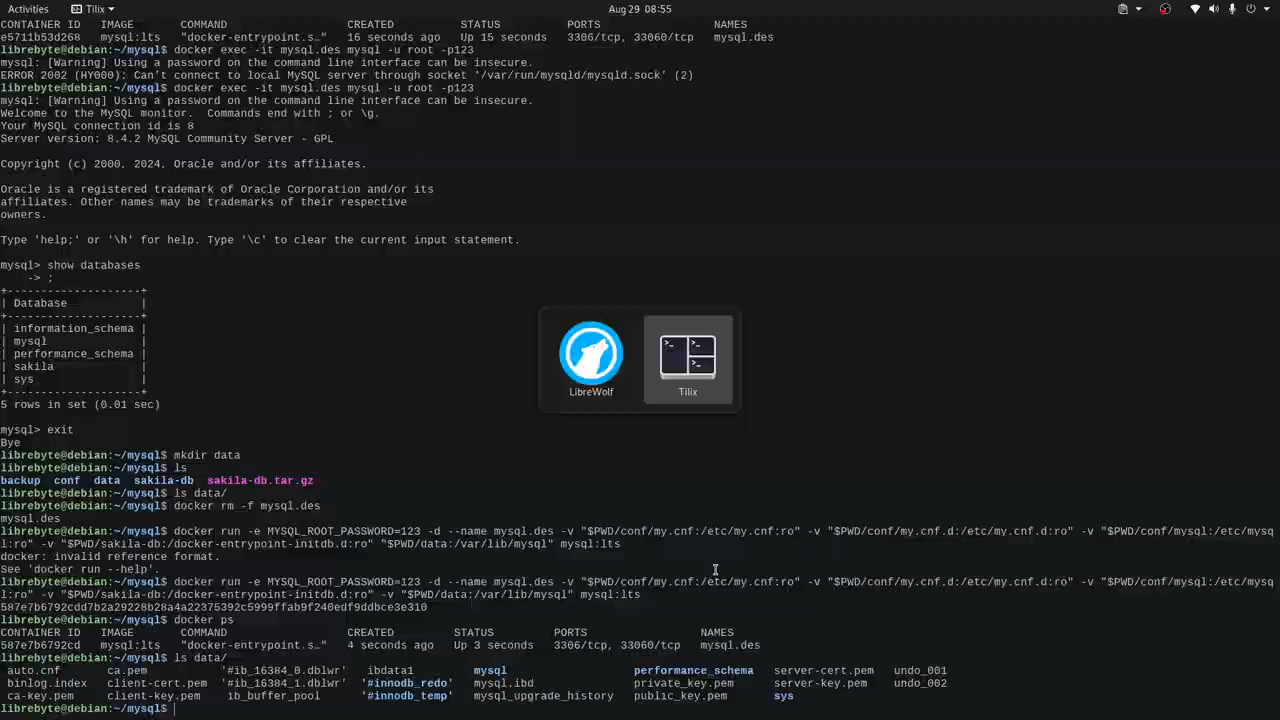 Activities Tilix Aug 29 08:55
CONTAINER ID IMAGE COMMAND CREATED STATUS PORTS NAMES
e5711b53d268 mysql:lts "docker-entrypoint.s…" 16 seconds ago Up 15 seconds 3306/tcp, 33060/tcp mysql.des
librebyte@debian:~/mysql$ docker exec -it mysql.des mysql -u root -p123
mysql: [Warning] Using a password on the command line interface can be insecure.
ERROR 2002 (HY000): Can't connect to local MySQL server through socket '/var/run/mysqld/mysqld.sock' (2)
librebyte@debian:~/mysql$ docker exec -it mysql.des mysql -u root -p123
mysql: [Warning] Using a password on the command line interface can be insecure.
Welcome to the MySQL monitor.  Commands end with ; or \g.
Your MySQL connection id is 8
Server version: 8.4.2 MySQL Community Server - GPL
Copyright (c) 2000, 2024, Oracle and/or its affiliates.
Oracle is a registered trademark of Oracle Corporation and/or its
affiliates. Other names may be trademarks of their respective
owners.
Type 'help;' or '\h' for help. Type '\c' to clear the current input statement.
mysql> show databases
    -> ;
+--------------------+
| Database           |
+--------------------+
| information_schema |
| mysql              |
| performance_schema |
| sakila             |
| sys                |
+--------------------+
5 rows in set (0.01 sec)
LibreWolf Tilix
mysql> exit
Bye
librebyte@debian:~/mysql$ mkdir data
librebyte@debian:~/mysql$ ls
backup  conf  data  sakila-db  sakila-db.tar.gz
librebyte@debian:~/mysql$ ls data/
librebyte@debian:~/mysql$ docker rm -f mysql.des
mysql.des
librebyte@debian:~/mysql$ docker run -e MYSQL_ROOT_PASSWORD=123 -d --name mysql.des -v "$PWD/conf/my.cnf:/etc/my.cnf:ro" -v "$PWD/conf/my.cnf.d:/etc/my.cnf.d:ro" -v "$PWD/conf/mysql:/etc/mysq
l:ro" -v "$PWD/sakila-db:/docker-entrypoint-initdb.d:ro" "$PWD/data:/var/lib/mysql" mysql:lts
docker: invalid reference format.
See 'docker run --help'.
librebyte@debian:~/mysql$ docker run -e MYSQL_ROOT_PASSWORD=123 -d --name mysql.des -v "$PWD/conf/my.cnf:/etc/my.cnf:ro" -v "$PWD/conf/my.cnf.d:/etc/my.cnf.d:ro" -v "$PWD/conf/mysql:/etc/mysq
l:ro" -v "$PWD/sakila-db:/docker-entrypoint-initdb.d:ro" -v "$PWD/data:/var/lib/mysql" mysql:lts
587e7b6792cdd7b2a29228b28a4a22375392c5999ffab9f240edf9ddbce3e310
librebyte@debian:~/mysql$ docker ps
CONTAINER ID IMAGE COMMAND CREATED STATUS PORTS NAMES
587e7b6792cd mysql:lts "docker-entrypoint.s…" 4 seconds ago Up 3 seconds 3306/tcp, 33060/tcp mysql.des
librebyte@debian:~/mysql$ ls data/
auto.cnf ca.pem '#ib_16384_0.dblwr' ibdata1 mysql performance_schema server-cert.pem undo_001
binlog.index client-cert.pem '#ib_16384_1.dblwr' '#innodb_redo' mysql.ibd private_key.pem server-key.pem undo_002
ca-key.pem client-key.pem ib_buffer_pool '#innodb_temp' mysql_upgrade_history public_key.pem sys
librebyte@debian:~/mysql$